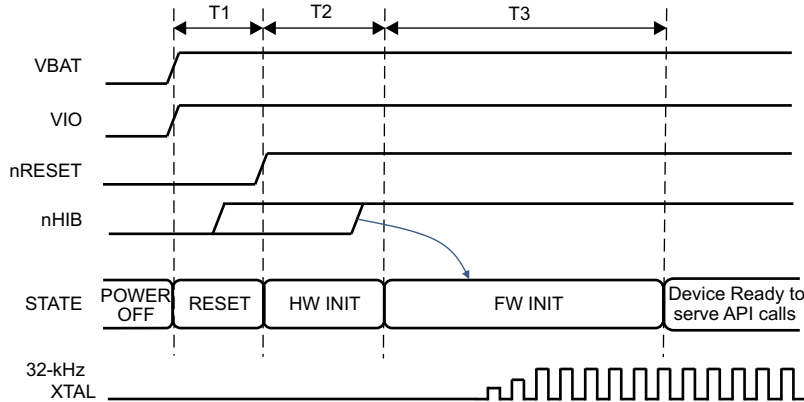 T1 T2 T3
VBAT
VIO
nRESET
nHIB
STATE
POWER
OFF
RESET
HW INIT
FW INIT
Device Ready to
serve API calls
32-kHz
XTAL